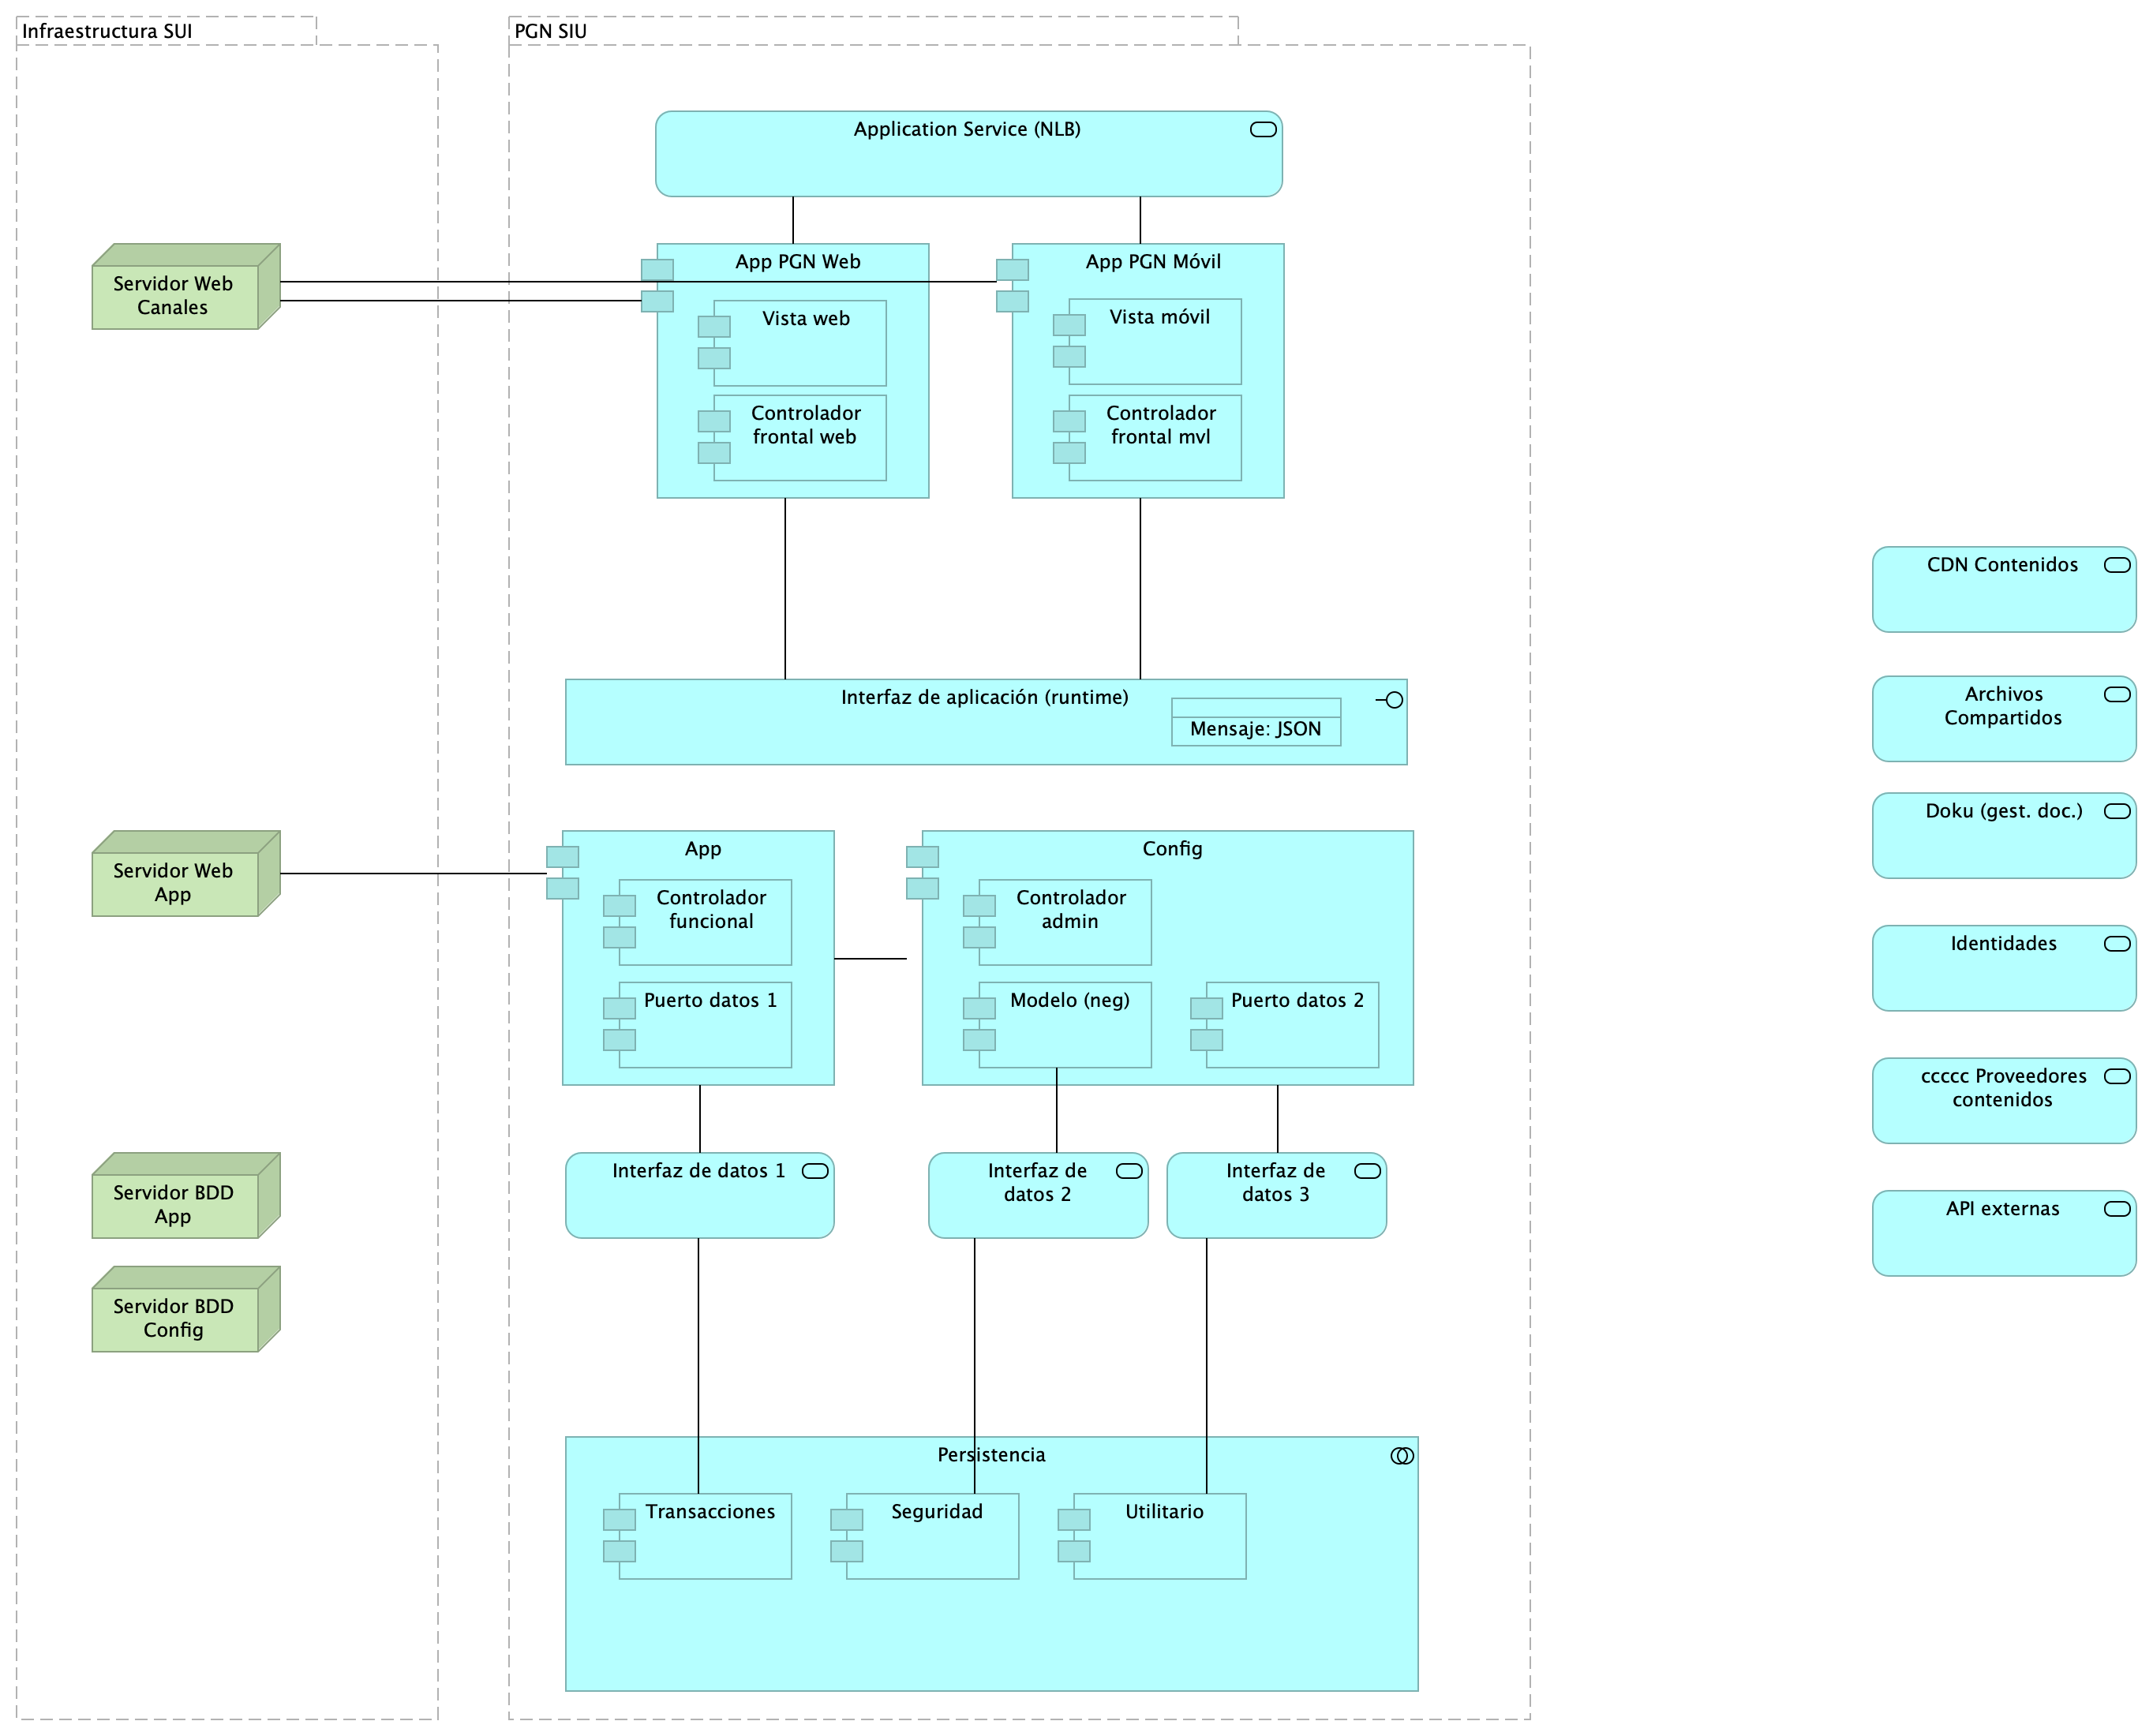 Infraestructura SUI
PGN SIU
Application Service (NLB)
Servidor Web
Canales
App PGN Web
Vista web
Controlador
frontal web
App PGN Móvil
Vista móvil
Controlador
frontal mvl
Interfaz de aplicación (runtime)
Mensaje: JSON
Servidor Web
App
App
Controlador
funcional
Puerto datos 1
Config
Controlador
admin
Modelo (neg)
Puerto datos 2
Servidor BDD
App
Servidor BDD
Config
Interfaz de datos 1
Interfaz de
datos 2
Interfaz de
datos 3
Persistencia
Transacciones
Seguridad
Utilitario
CDN Contenidos
Archivos
Compartidos
Doku (gest. doc.)
Identidades
ccccc Proveedores
contenidos
API externas